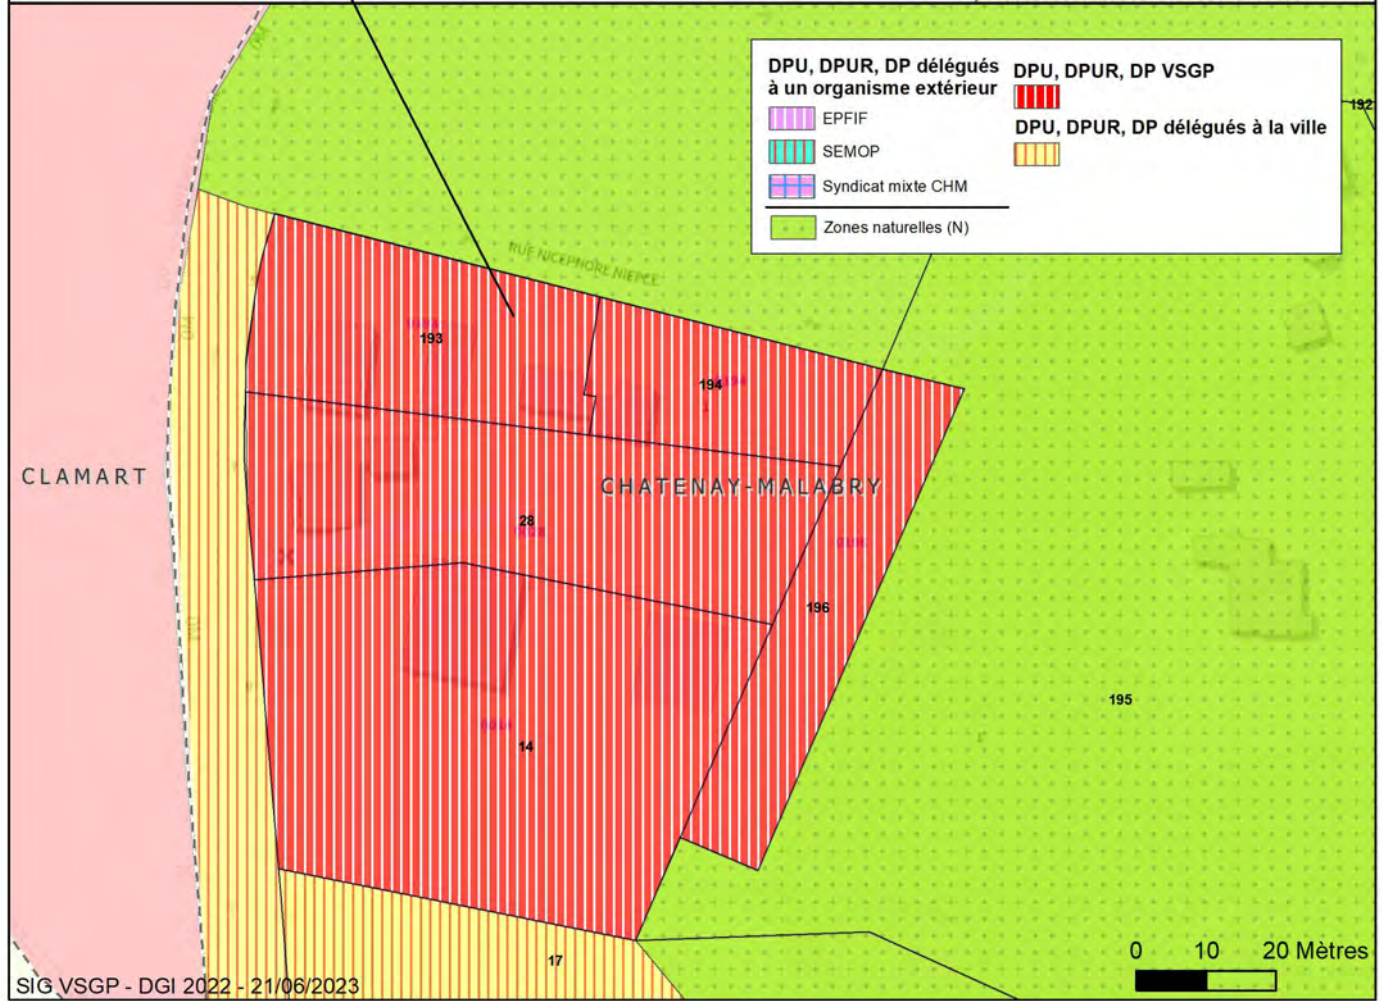 DPU, DPUR, DP délégués
à un organisme extérieur
EPFIF
SEMOP
Syndicat mixte CHM
Zones naturelles (N)
DPU, DPUR, DP VSGP
DPU, DPUR, DP délégués à la ville
192
RUE NICEPHORE NIEPCE
193
194
CLAMART
CHATENAY-MALABRY
28
196
195
14
17
0 10 20 Mètres
SIG VSGP - DGI 2022 - 21/06/2023